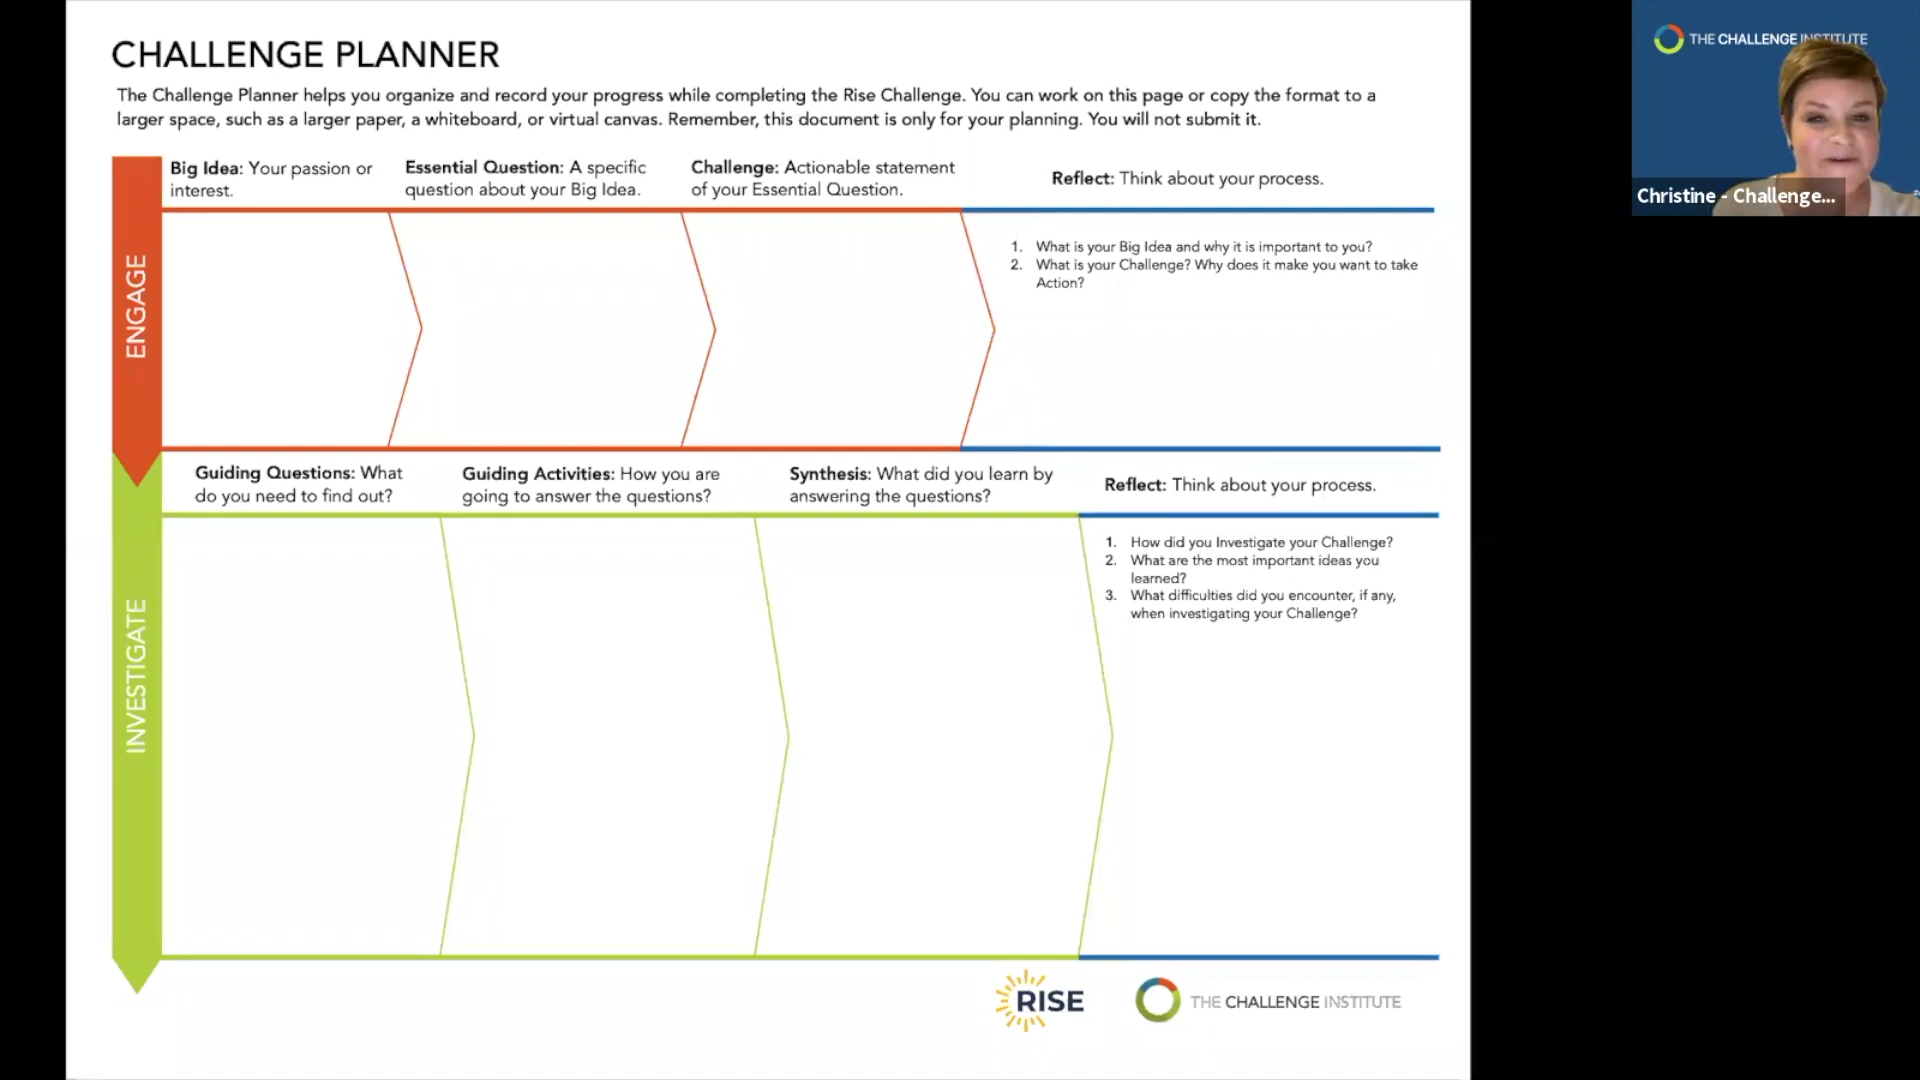 CHALLENGE PLANNER
The Challenge Planner helps you organize and record your progress while completing the Rise Challenge. You can work on this page or copy the format to a
larger space, such as a larger paper, a whiteboard, or virtual canvas. Remember, this document is only for your planning. You will not submit it.
ENGAGE
Big Idea: Your passion or
interest.
Essential Question: A specific
question about your Big Idea.
Challenge: Actionable statement
of your Essential Question.
Reflect: Think about your process.
1. What is your Big Idea and why it is important to you?
2. What is your Challenge? Why does it make you want to take
Action?
INVESTIGATE
Guiding Questions: What
do you need to find out?
Guiding Activities: How you are
going to answer the questions?
Synthesis: What did you learn by
answering the questions?
Reflect: Think about your process.
1. How did you Investigate your Challenge?
2. What are the most important ideas you
learned?
3. What difficulties did you encounter, if any,
when investigating your Challenge?
RISE
THE CHALLENGE INSTITUTE
THE CHALLENGE INSTITUTE
Christine - Challenge...